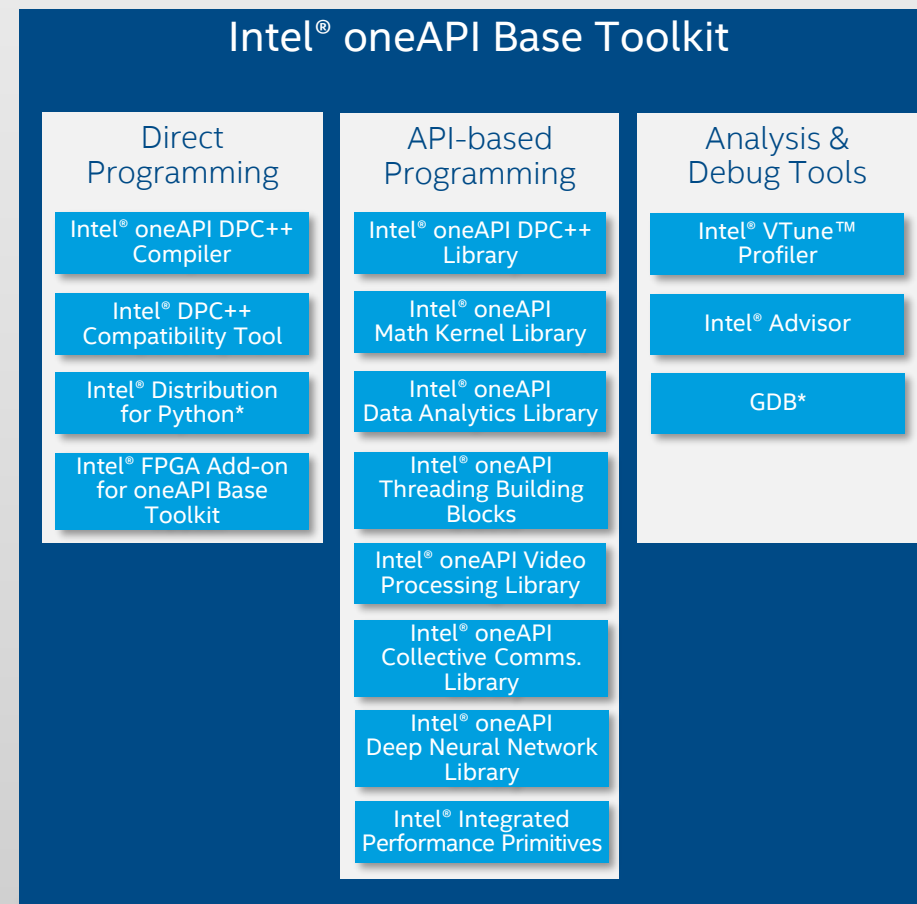 Intel® oneAPI Base Toolkit
Direct
Programming
Intel® oneAPI DPC++
Compiler
Intel® DPC++
Compatibility Tool
Intel® Distribution
for Python*
Intel® FPGA Add-on
for oneAPI Base
Toolkit
API-based
Programming
Intel® oneAPI DPC++
Library
Intel® oneAPI
Math Kernel Library
Intel® oneAPI
Data Analytics Library
Intel® oneAPI
Threading Building
Blocks
Intel® oneAPI Video
Processing Library
Intel® oneAPI
Collective Comms.
Library
Intel® oneAPI
Deep Neural Network
Library
Intel® Integrated
Performance Primitives
Analysis &
Debug Tools
Intel® VTune™
Profiler
Intel® Advisor
GDB*